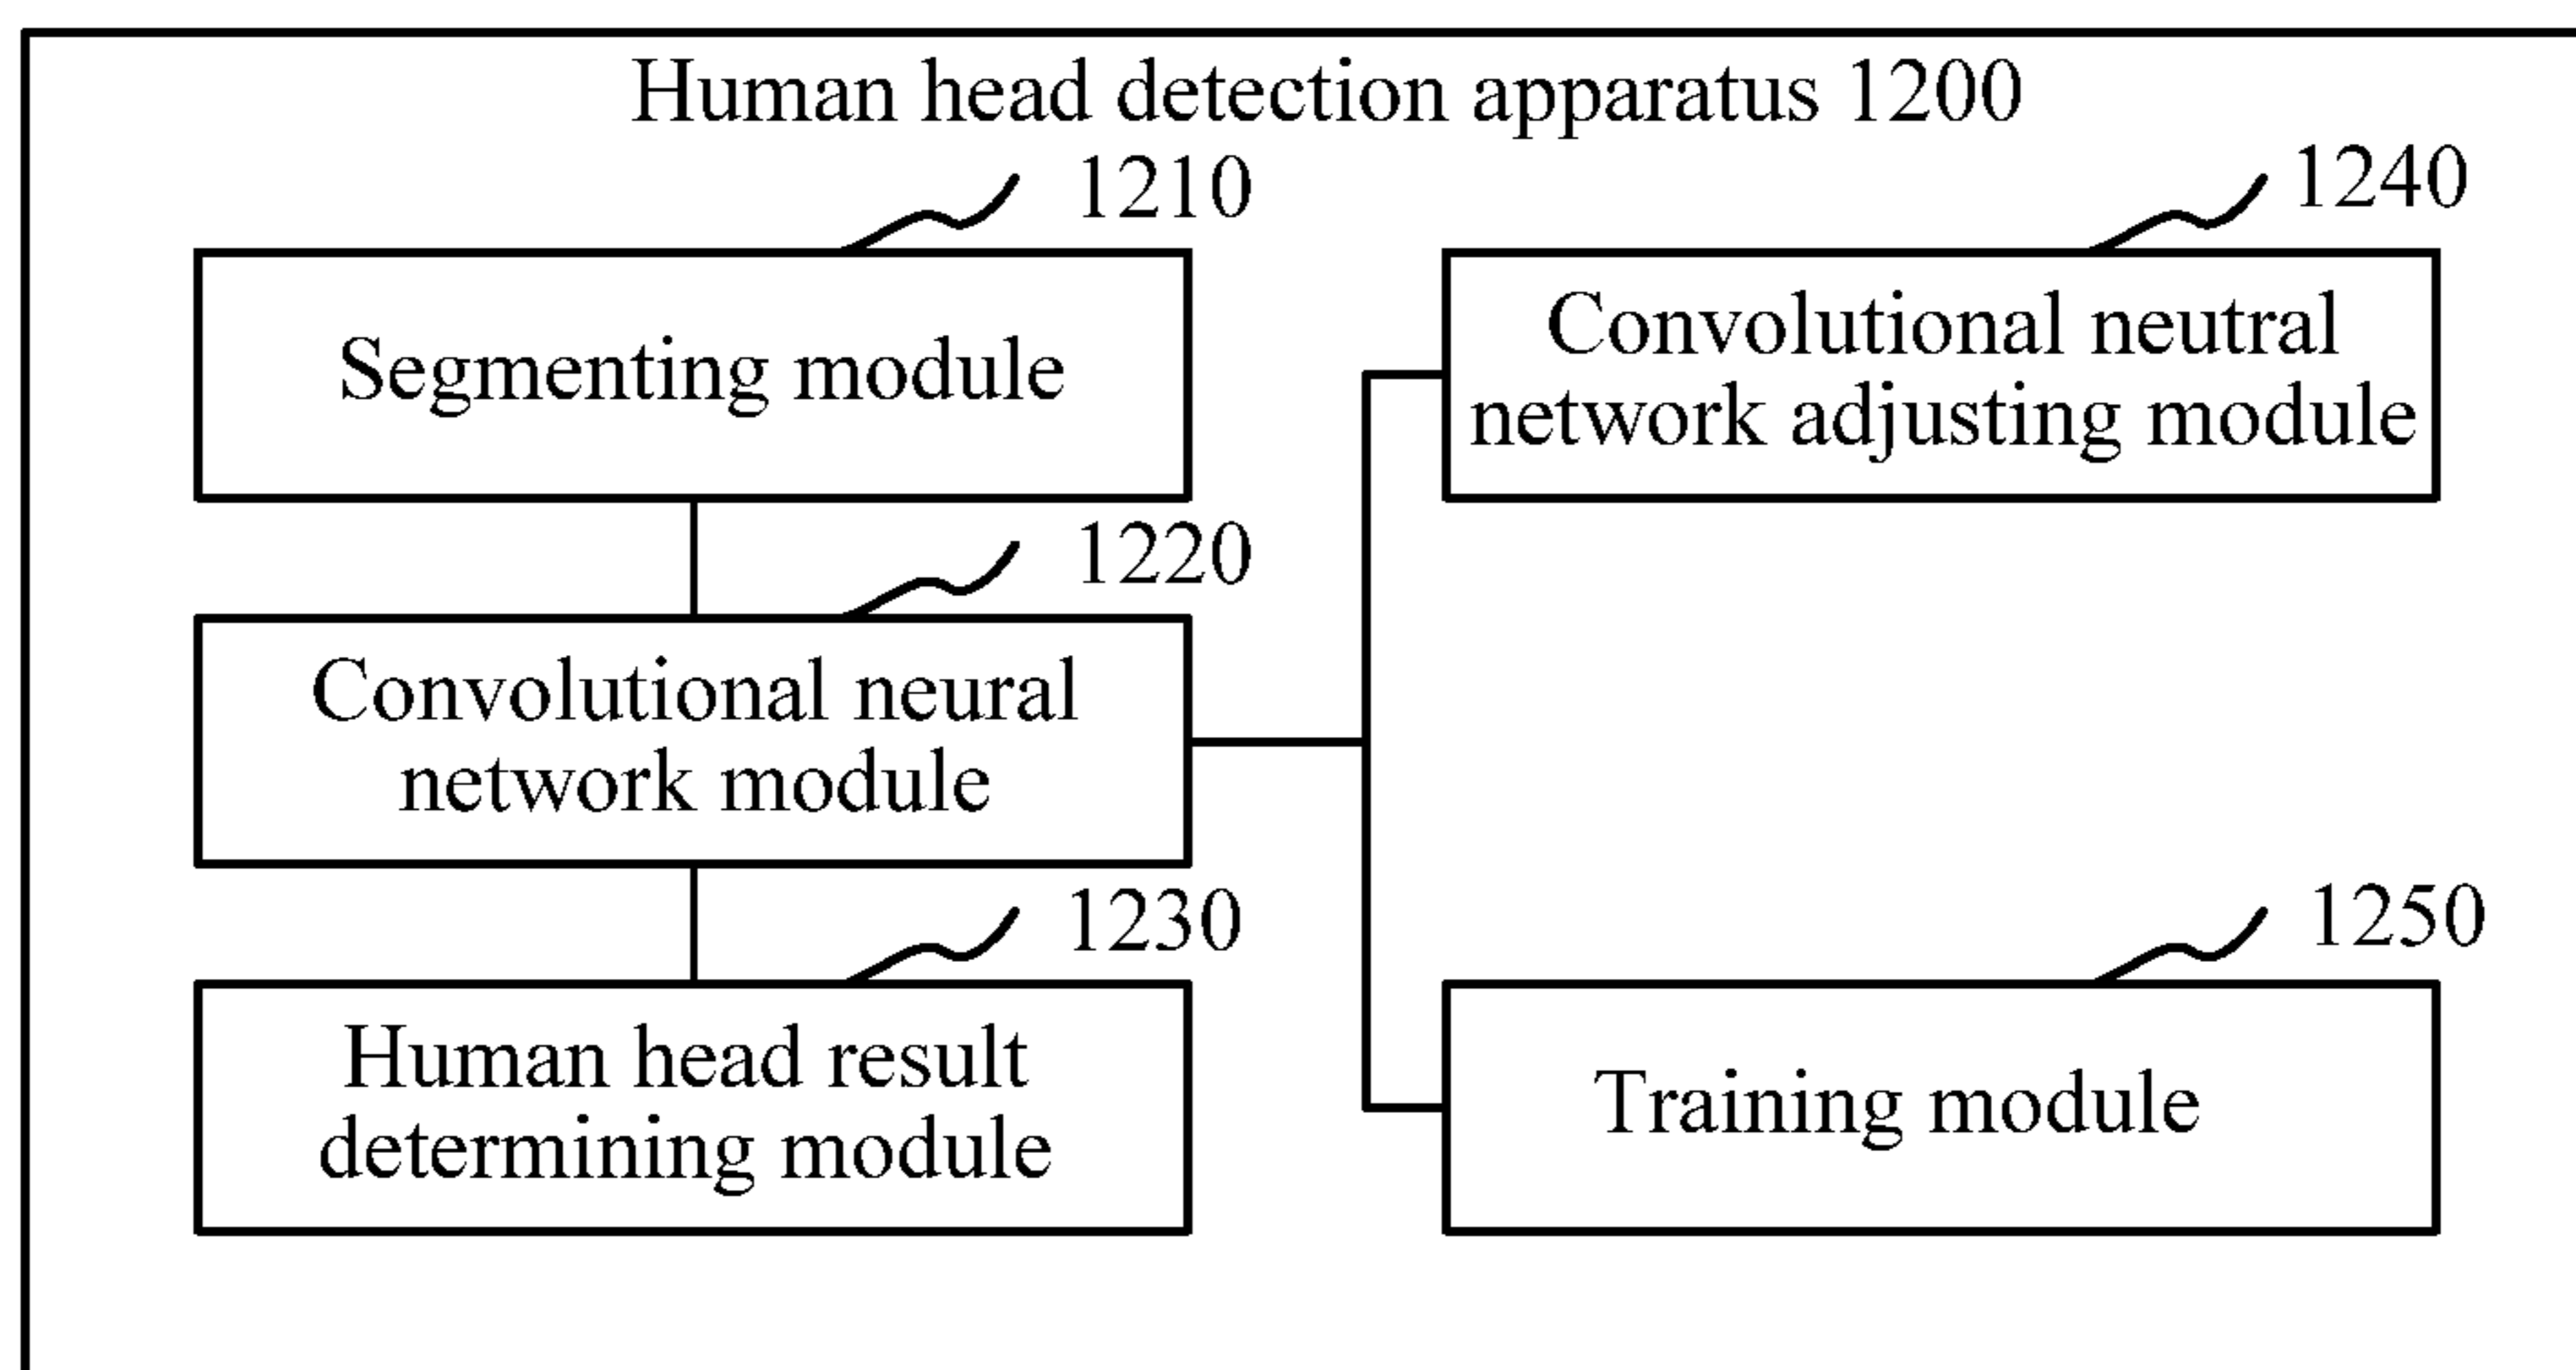 Human head detection apparatus 1200
1210
Segmenting module
1220
Convolutional neural
network module
1230
Human head result
determining module
1240
Convolutional neutral
network adjusting module
1250
Training module